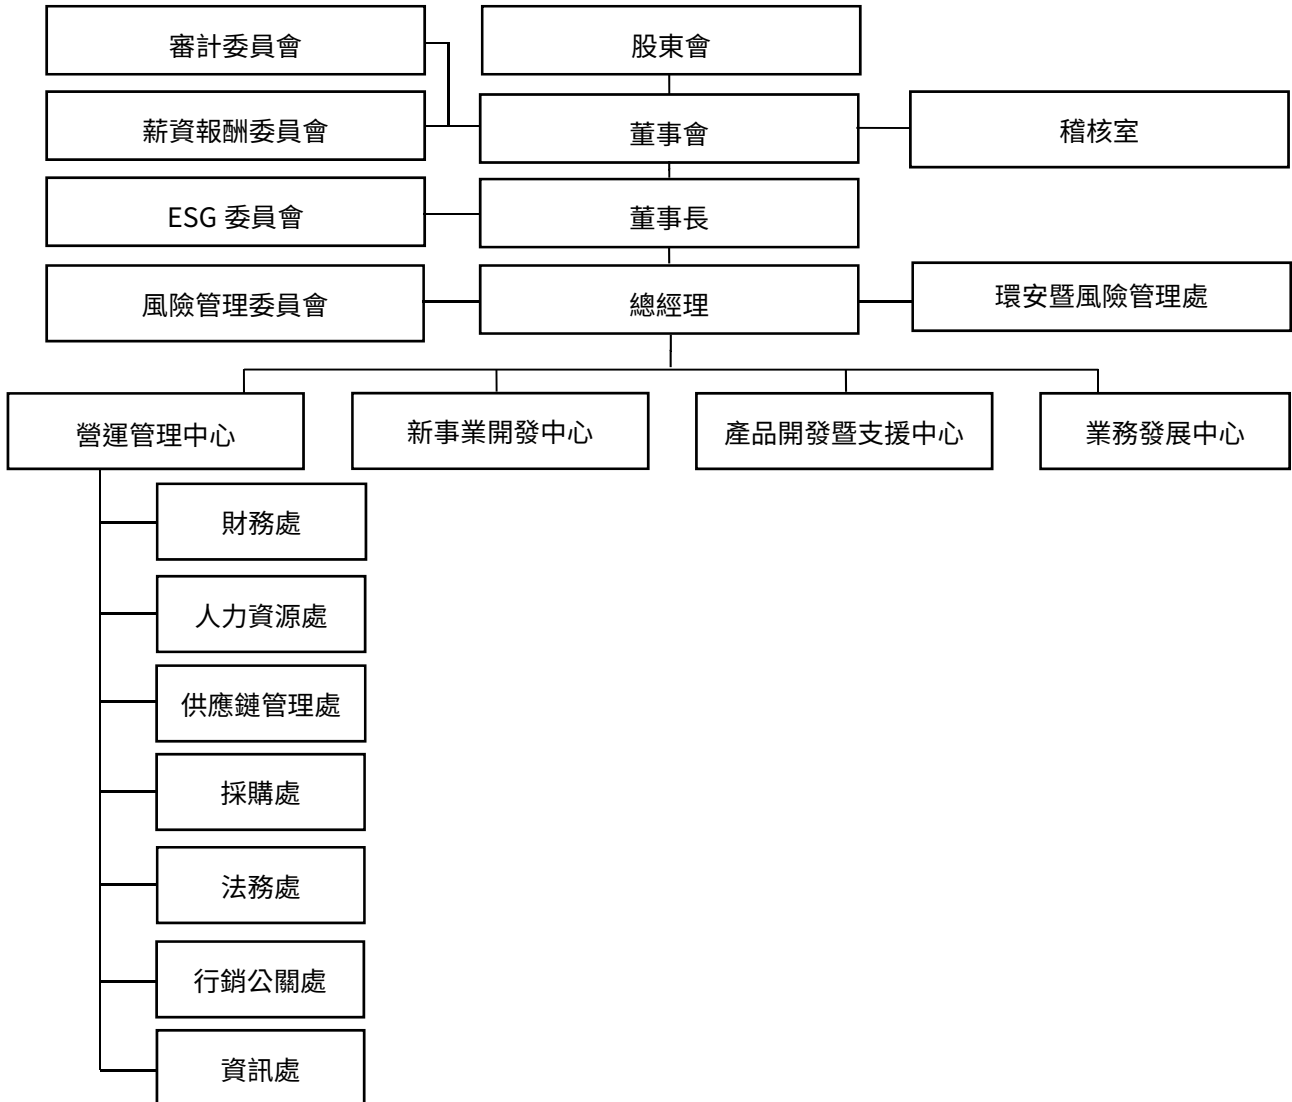 審計委員會
股東會
薪資報酬委員會
董事會
稽核室
ESG 委員會
董事長
風險管理委員會
總經理
環安暨風險管理處
營運管理中心
新事業開發中心
產品開發暨支援中心
業務發展中心
財務處
人力資源處
供應鏈管理處
採購處
法務處
行銷公關處
資訊處